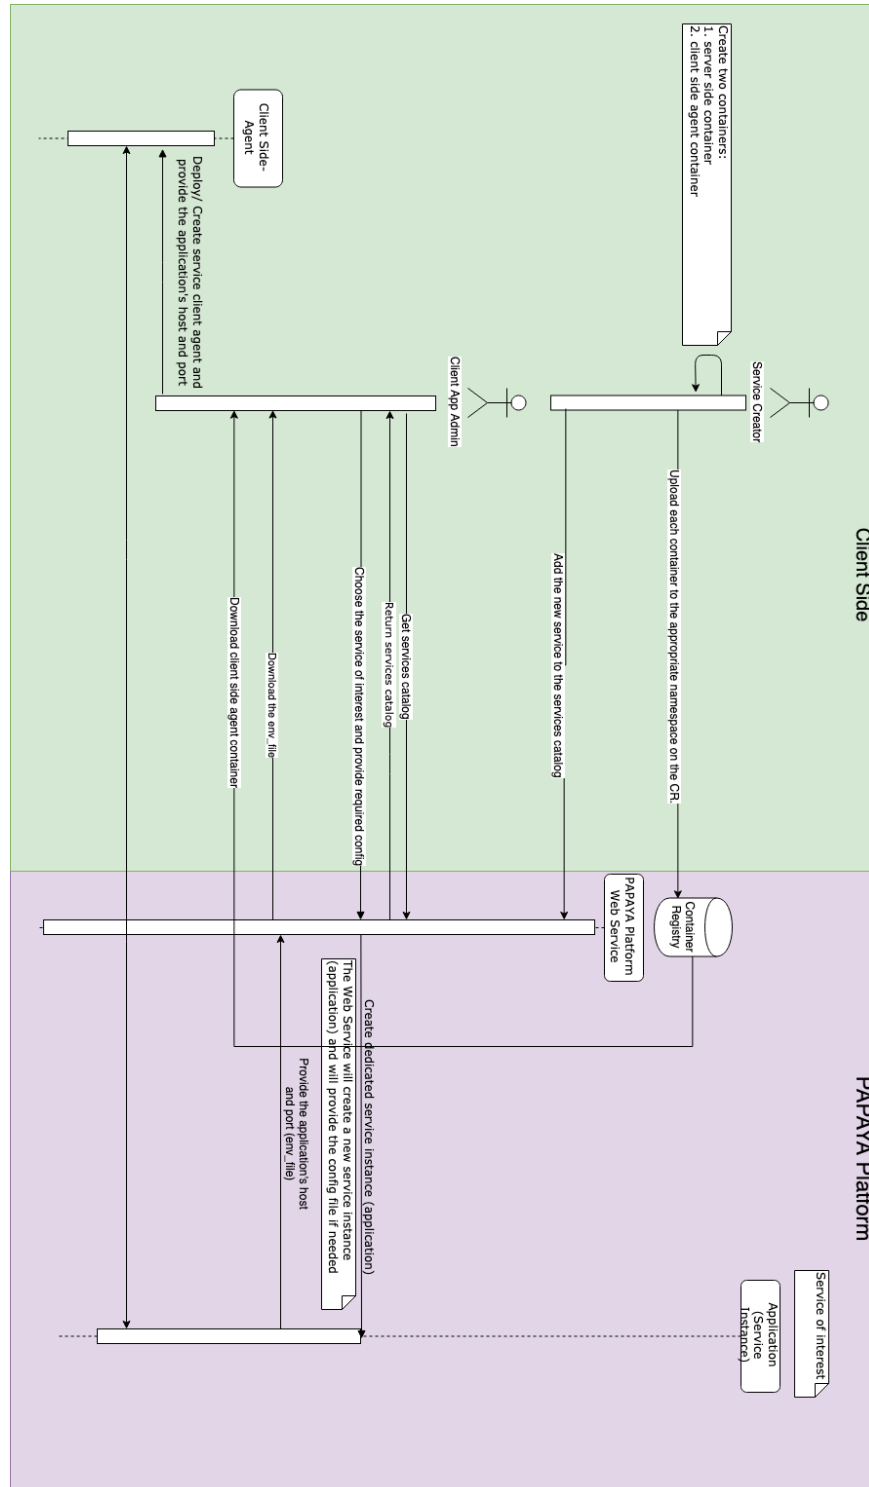 Client Side
PAPAYA Platform
Service of interest
Create two containers:
1. server side container
2. client side agent container
Service Creator
Application
(Service
Instance)
Container
Registry
Upload each container to the appropriate namespace on the CR.
PAPAYA Platform
Web Service
Add the new service to the services catalog
Client App Admin
Get services catalog
Return services catalog
Choose the service of interest and provide required config
Create dedicated service instance (application)
The Web Service will create a new service instance
(application) and will provide the config file if needed
Provide the application's host
and port (env_file)
Download the env_file
Client Side-
Agent
Download client side agent container
Deploy/ Create service client agent and
provide the application's host and port